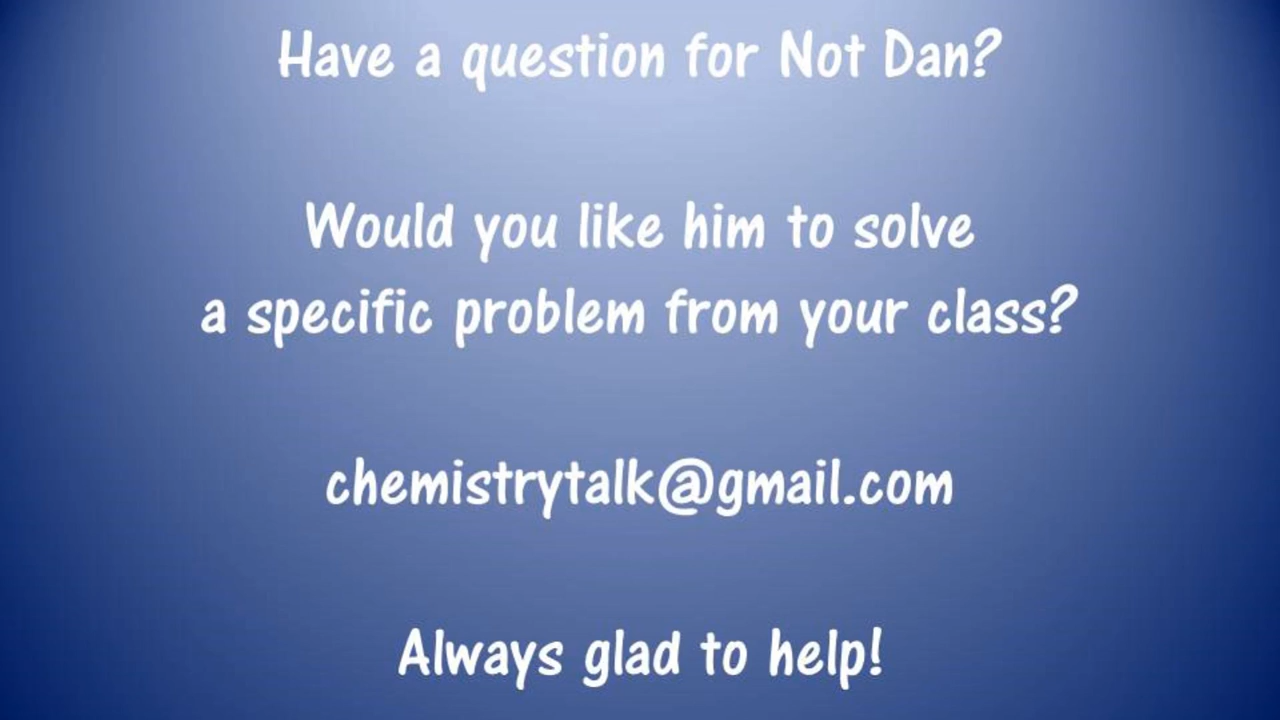 Have a question for Not Dan?
Would you like him to solve
a specific problem from your class?
chemistrytalk@gmail.com
Always glad to help!